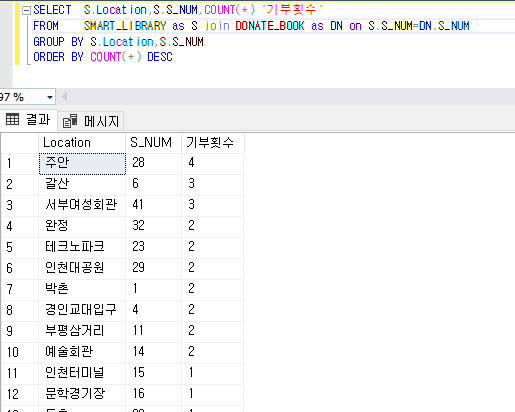 SELECT S.Location,S.S_NUM,COUNT(*) '기부횟수'
FROM SMART_LIBRARY as S join DONATE_BOOK as DN on S.S_NUM=DN.S_NUM
GROUP BY S.Location,S.S_NUM
ORDER BY COUNT(*) DESC
97 %
결과 메시지
Location S_NUM 기부횟수
1 주안 28 4
2 갈산 6 3
3 서부여성회관 41 3
4 완정 32 2
5 테크노파크 23 2
6 인천대공원 29 2
7 박촌 1 2
8 경인교대입구 4 2
9 부평삼거리 11 2
10 예술회관 14 2
11 인천터미널 15 1
12 문학경기장 16 1